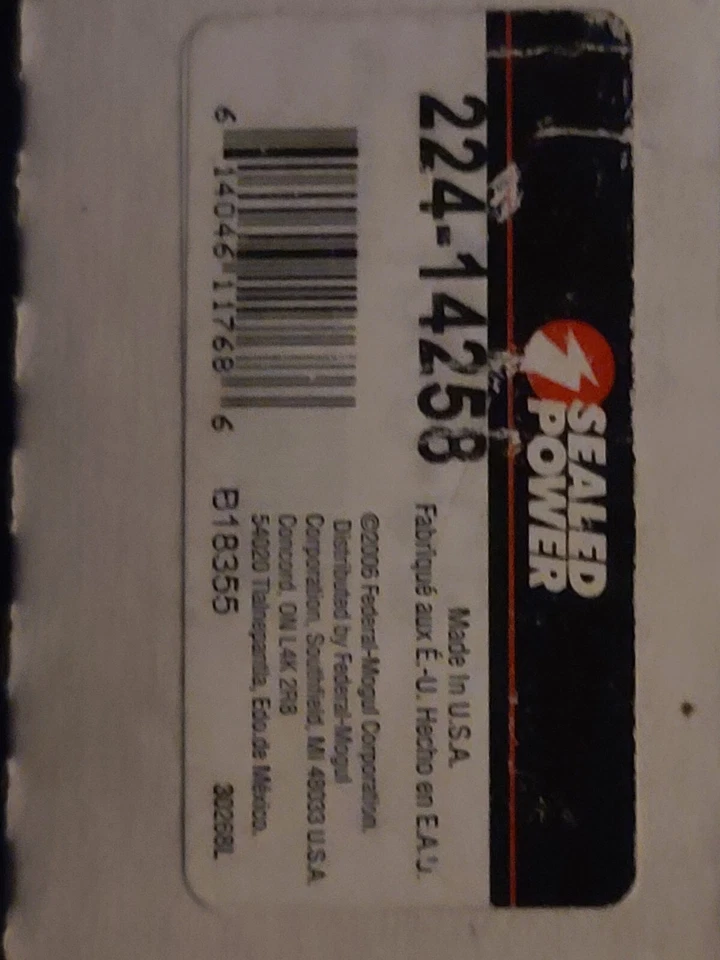 SEALED
POWER
224-14258
Made In U.S.A.
Fabriqué aux É.-U. Hecho en E.A.U.
©2006 Federal-Mogul Corporation.
Distributed by Federal-Mogul
Corporation, Southfield, MI 48033 U.S.A.
Concord, ON L4K 2R8
54020 Tlalnepantla, Edo.de México.
6 14046 11768 6
B18355
30268L